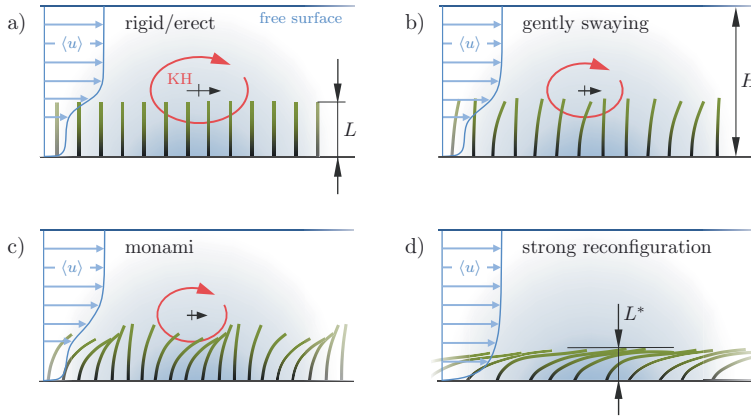 a) rigid/erect free surface
⟨u⟩
KH
L
b) gently swaying
⟨u⟩
H
c) monami
⟨u⟩
d) strong reconfiguration
⟨u⟩
L*